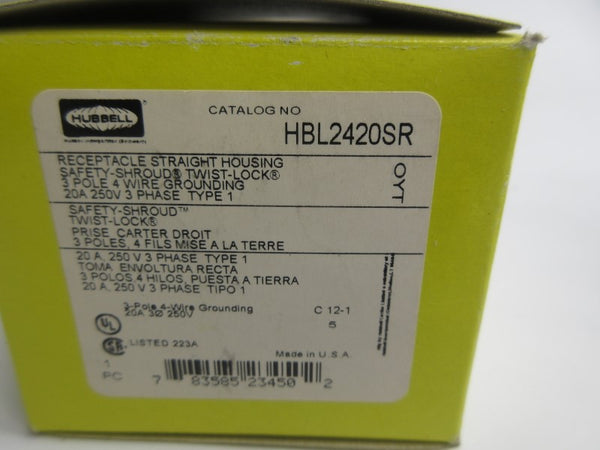 HUBBELL
CATALOG NO
HBL2420SR
RECEPTACLE STRAIGHT HOUSING
SAFETY-SHROUD® TWIST-LOCK®
3 POLE 4 WIRE GROUNDING
20A 250V 3 PHASE TYPE 1
OYT
SAFETY-SHROUD™
TWIST-LOCK®
PRISE, CARTER DROIT
3 POLES, 4 FILS MISE A LA TERRE
20 A, 250 V 3 PHASE TYPE 1
TOMA, ENVOLTURA RECTA
3 POLOS, 4 HILOS, PUESTA A TIERRA
20 A, 250 V 3 PHASE TIPO 1
3-Pole 4-Wire Grounding
20A 3Ø 250V
C 12-1
5
UL
LISTED 223A
Made in U.S.A.
1
PC
7 83585 23450 2